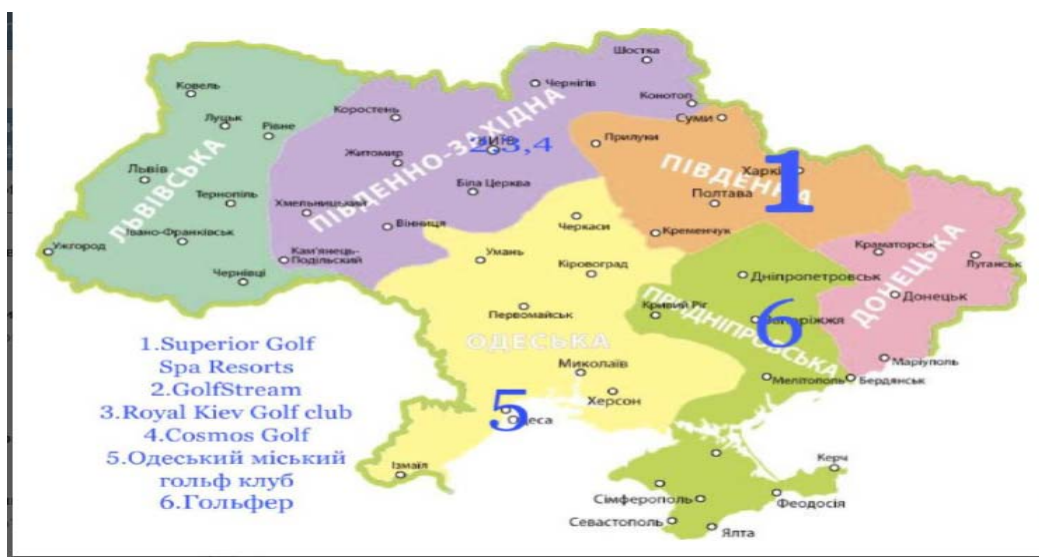 Шостка
Чернігів
Конотоп
Ковель
Коростень
Суми
Луцьк
Рівне
Прилуки
2,3,4
Житомир
ПІВДЕННО-ЗАХІДНА
Львів
ЛЬВІВСЬКА
Харкі
1
ПІВДЕНКА
Тернопіль
Біла Церква
Полтава
Хмельницький
Вінниця
Черкаси
Кременчук
Івано-Франківськ
Ужгород
Кам'янець-
Подільский
Умань
Краматорськ
Луганськ
Чернівці
Кіровоград
Дніпропетровськ
ДОНЕЦЬКА
Донецьк
Кривий Ріг
ПРИДНІПРОВСЬКА
6
Первомайськ
ОДЕСЬКА
Маріуполь
Миколаїв
Мелітополь
Бердянськ
Херсон
5
Ізмаїл
1.Superior Golf
Spa Resorts
2.GolfStream
3.Royal Kiev Golf club
4.Cosmos Golf
5.Одеський міський
гольф клуб
6.Гольфер
Керч
Сімферополь
Феодосія
Севастополь
Ялта